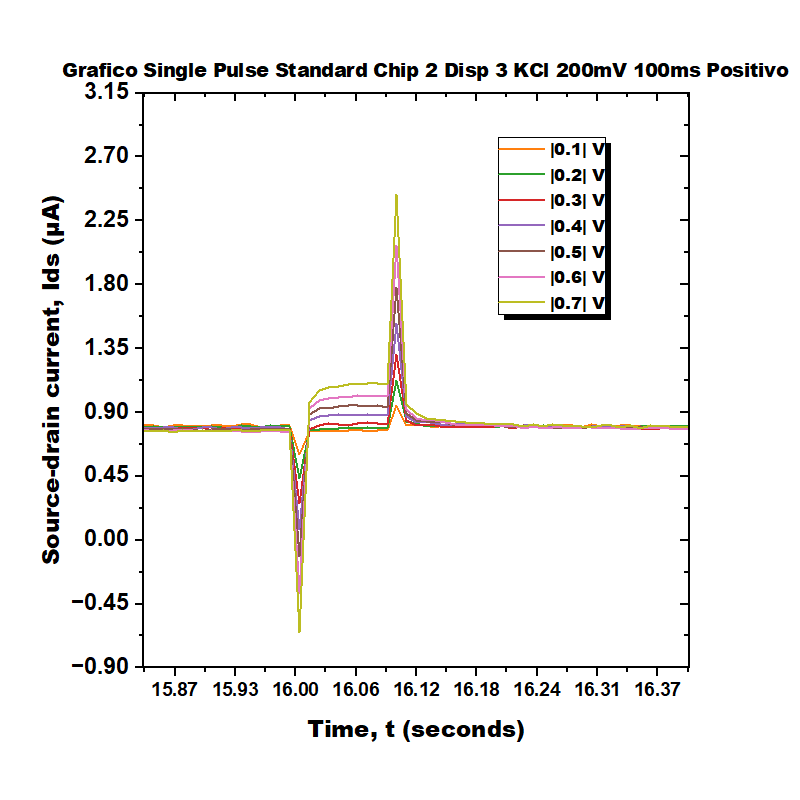 Grafico Single Pulse Standard Chip 2 Disp 3 KCl 200mV 100ms Positivo
3.15
2.70
2.25
1.80
1.35
0.90
0.45
0.00
−0.45
−0.90
Source-drain current, Ids (µA)
|0.1| V
|0.2| V
|0.3| V
|0.4| V
|0.5| V
|0.6| V
|0.7| V
15.87 15.93 16.00 16.06 16.12 16.18 16.24 16.31 16.37
Time, t (seconds)